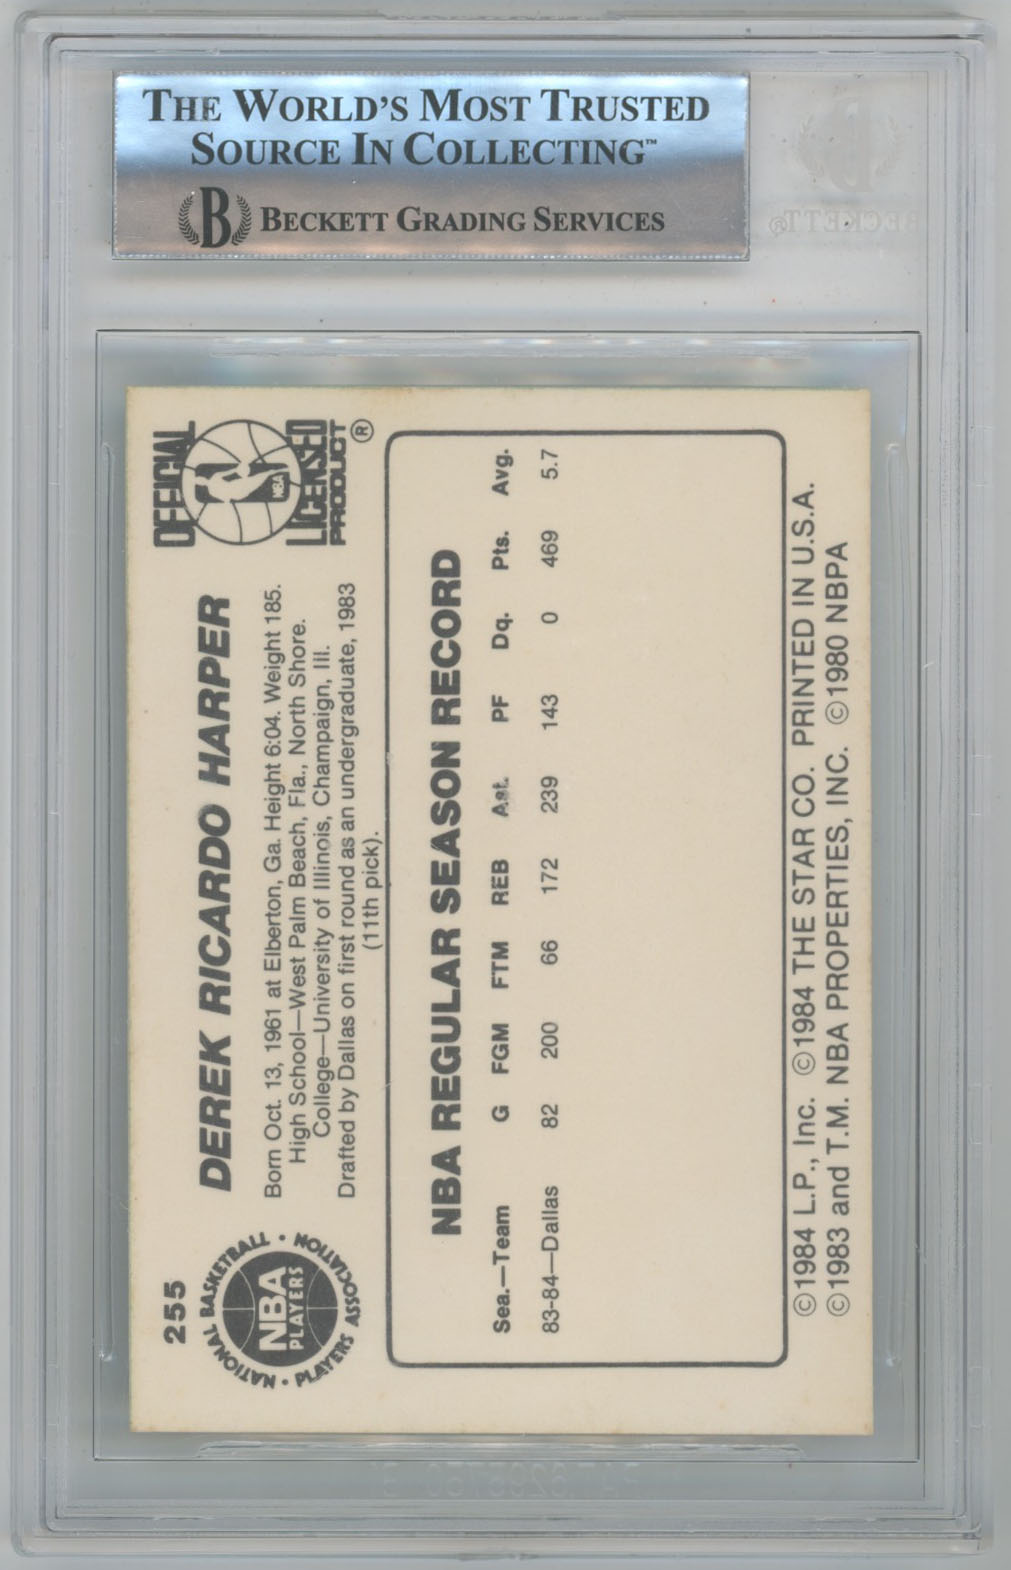 THE WORLD'S MOST TRUSTED
SOURCE IN COLLECTING™
B BECKETT GRADING SERVICES
BECKETT®
255
NATIONAL BASKETBALL • NBA PLAYERS • PLAYERS ASSOCIATION
DEREK RICARDO HARPER
OFFICIAL
NBA
LICENSED
PRODUCT ®
Born Oct. 13, 1961 at Elberton, Ga. Height 6:04. Weight 185.
High School—West Palm Beach, Fla., North Shore.
College—University of Illinois, Champaign, Ill.
Drafted by Dallas on first round as an undergraduate, 1983
(11th pick).
NBA REGULAR SEASON RECORD
Sea.—Team G FGM FTM REB Ast. PF Dq. Pts. Avg.
83-84—Dallas 82 200 66 172 239 143 0 469 5.7
©1984 L.P., Inc. ©1984 THE STAR CO. PRINTED IN U.S.A.
©1983 and T.M. NBA PROPERTIES, INC. ©1980 NBPA